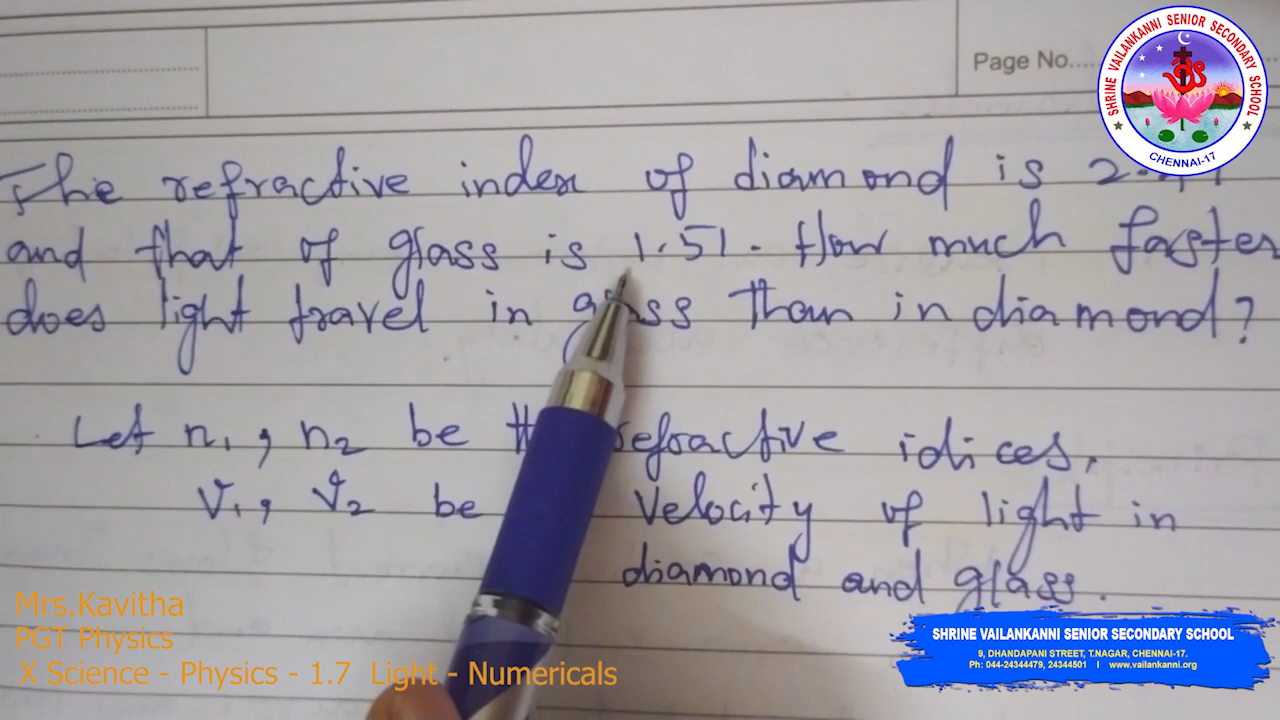 Page No.....
SHRINE VAILANKANNI SENIOR SECONDARY SCHOOL
CHENNAI-17
The refractive index of diamond is
and that of glass is 1.51. How much faster
does light travel in glass than in diamond?
Let n1, n2 be the refractive idices.
V1, V2 be Velocity of light in
diamond and glass.
Mrs.Kavitha
PGT Physics
X Science - Physics - 1.7 Light - Numericals
SHRINE VAILANKANNI SENIOR SECONDARY SCHOOL
9, DHANDAPANI STREET, T.NAGAR, CHENNAI-17.
Ph: 044-24344479, 24344501 | www.vailankanni.org